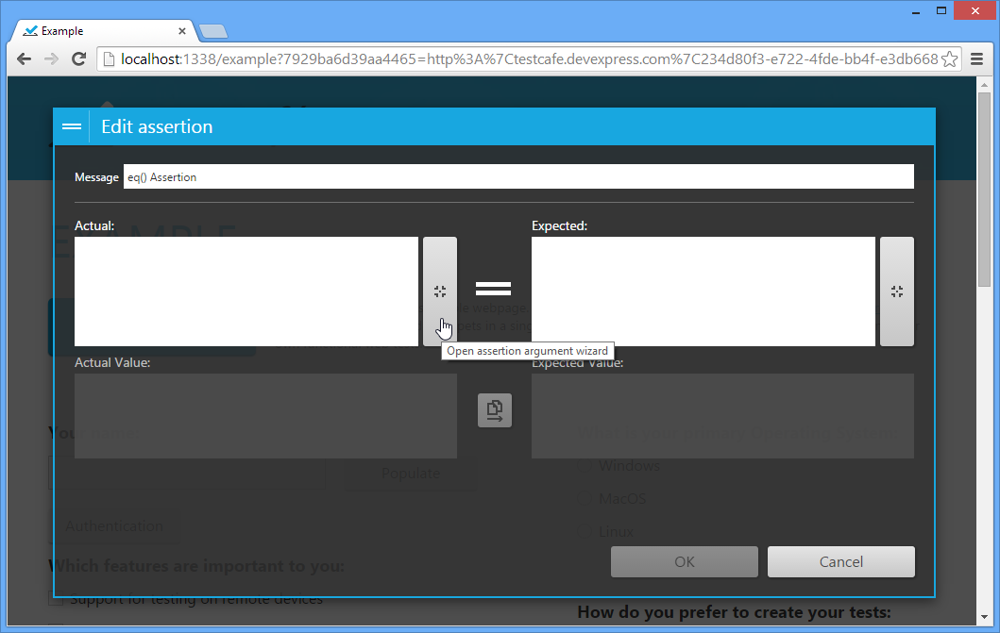 Example
localhost:1338/example?7929ba6d39aa4465=http%3A%7Ctestcafe.devexpress.com%7C234d80f3-e722-4fde-bb4f-e3db668
Edit assertion
Message eq() Assertion
Actual: Expected:
EXAMPLE
webpage.
in a
Open assertion argument wizard
Actual Value: Expected Value:
Windows
Populate
MacOS
Authentication
Linux
OK Cancel
Which features are important to you:
Support for testing on remote devices
How do you prefer to create your tests: